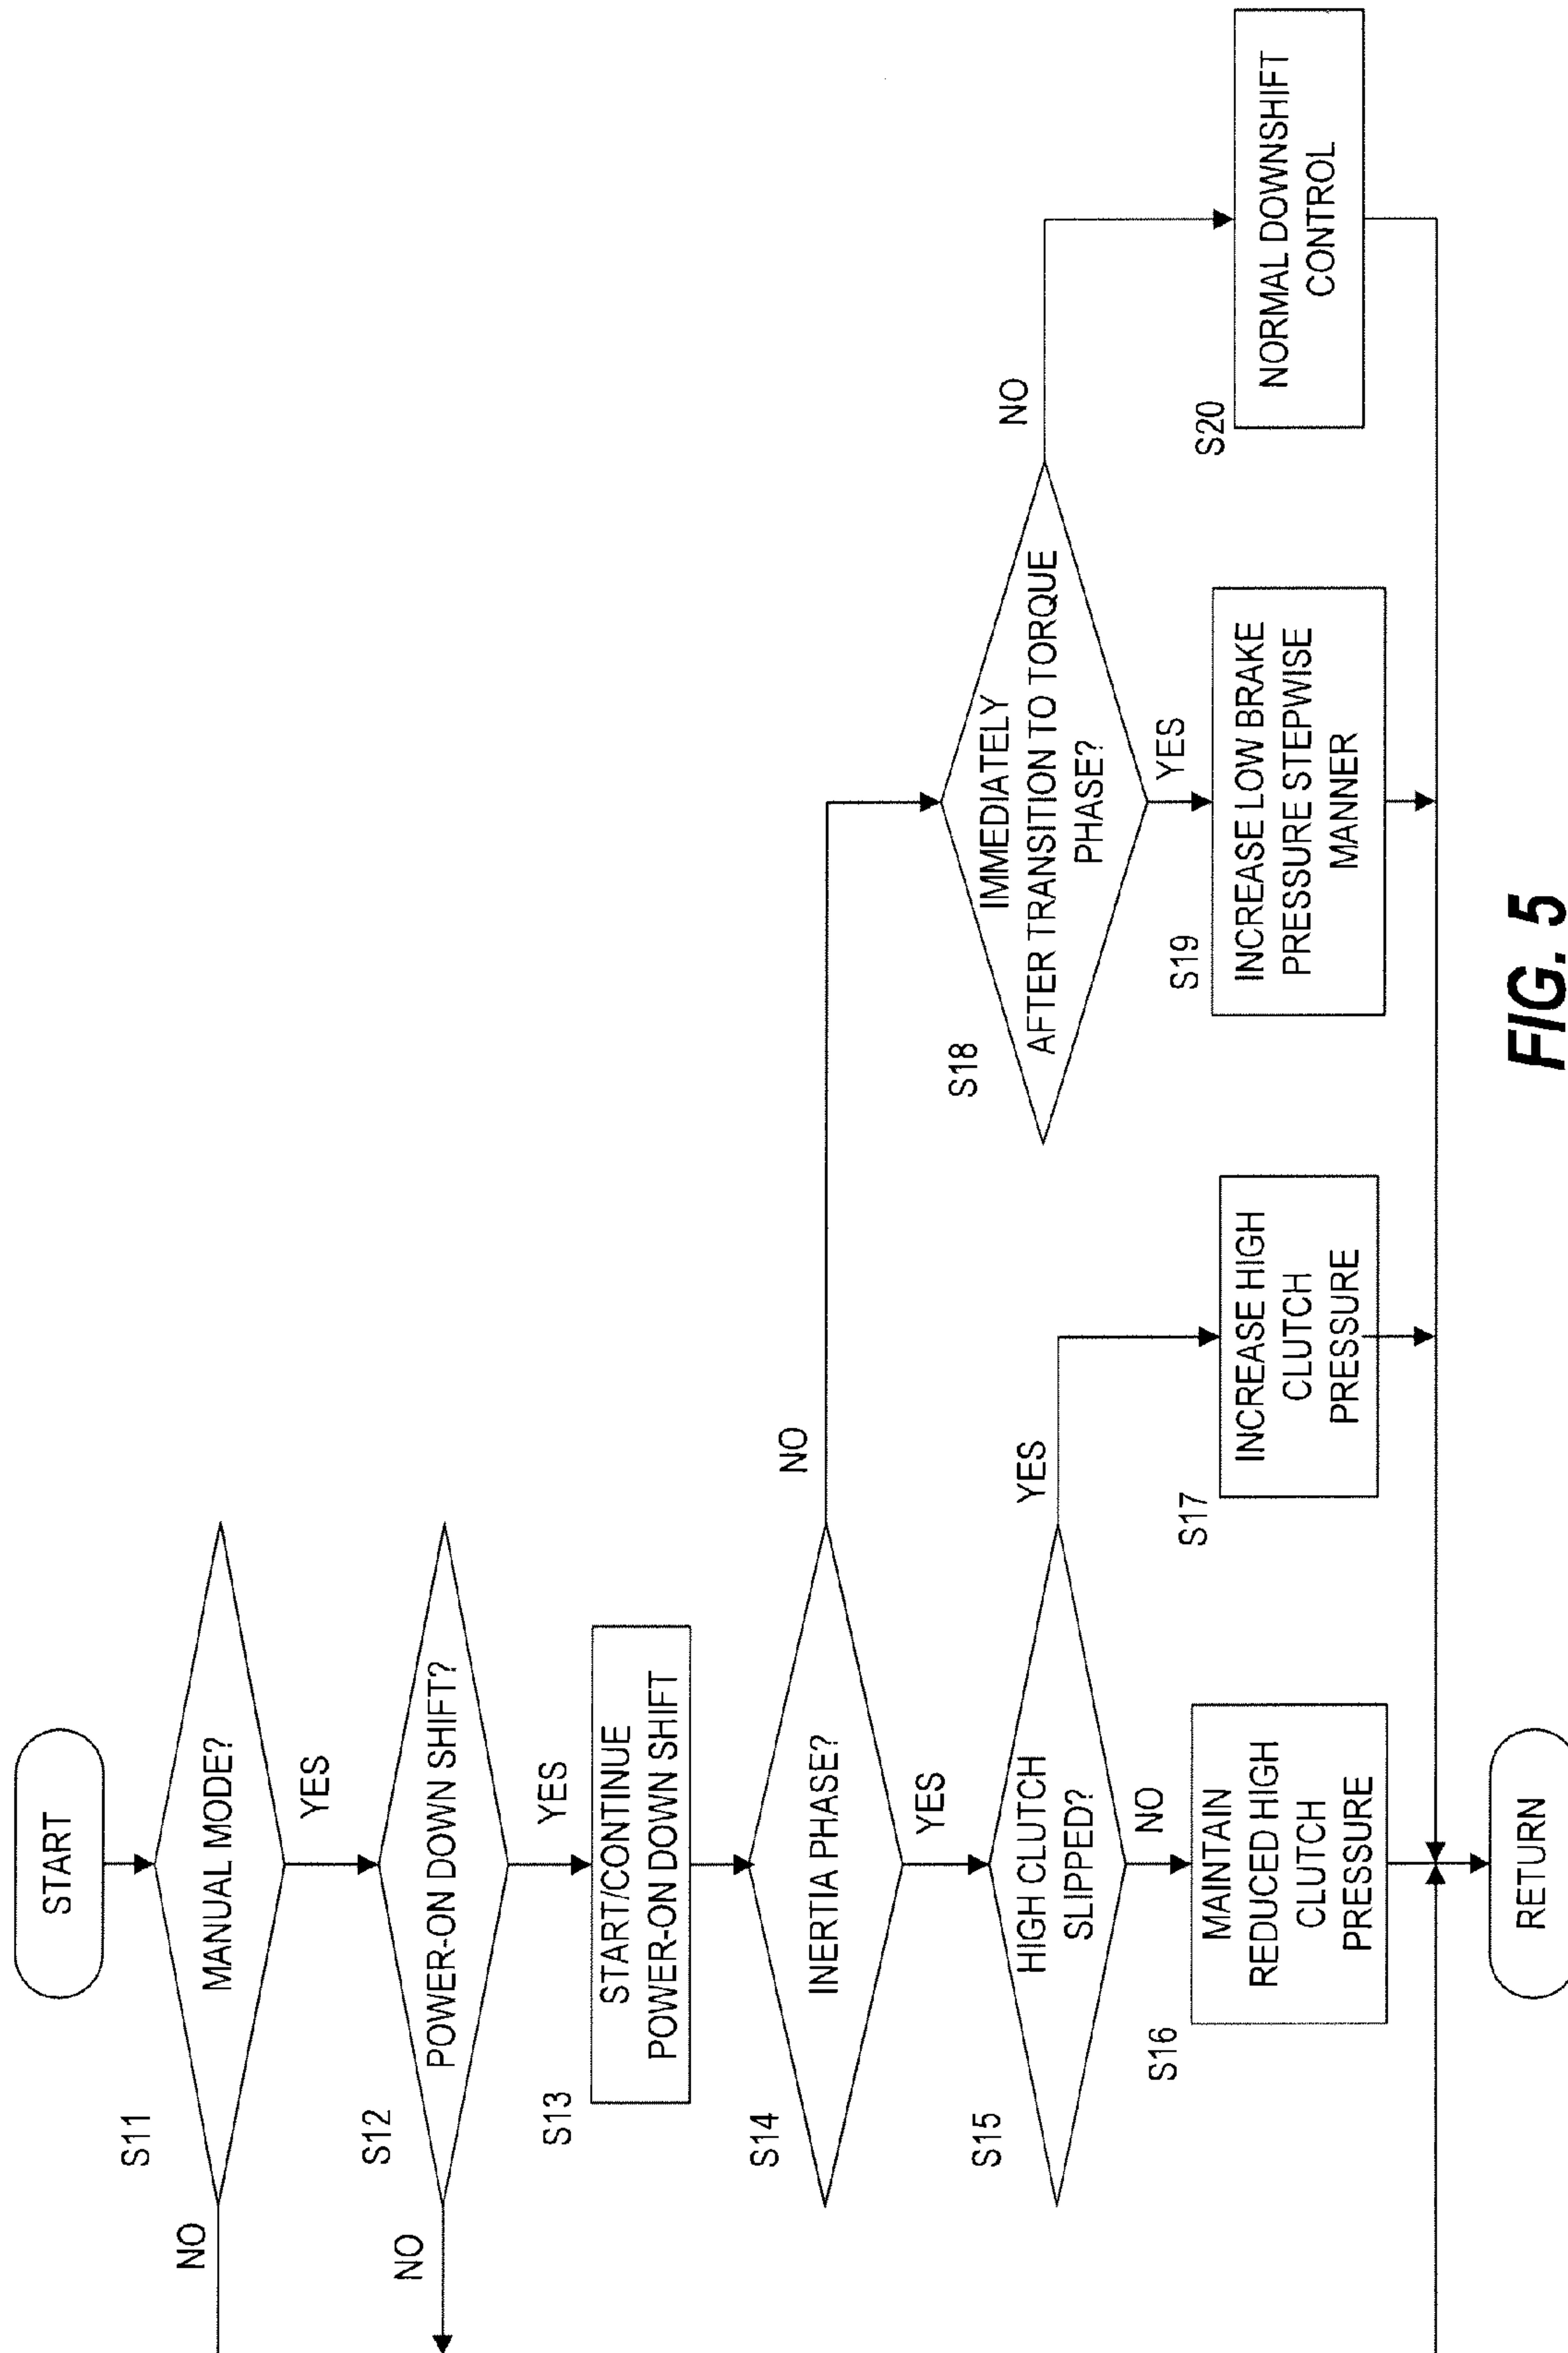 START
S11
MANUAL MODE?
NO
YES
S12
POWER-ON DOWN SHIFT?
NO
YES
S13
START/CONTINUE
POWER-ON DOWN SHIFT
S14
INERTIA PHASE?
NO
YES
S15
HIGH CLUTCH
SLIPPED?
YES
NO
S16
MAINTAIN
REDUCED HIGH
CLUTCH
PRESSURE
S17
INCREASE HIGH
CLUTCH
PRESSURE
S18
IMMEDIATELY
AFTER TRANSITION TO TORQUE
PHASE?
NO
YES
S19
INCREASE LOW BRAKE
PRESSURE STEPWISE
MANNER
S20
NORMAL DOWNSHIFT
CONTROL
RETURN
FIG. 5